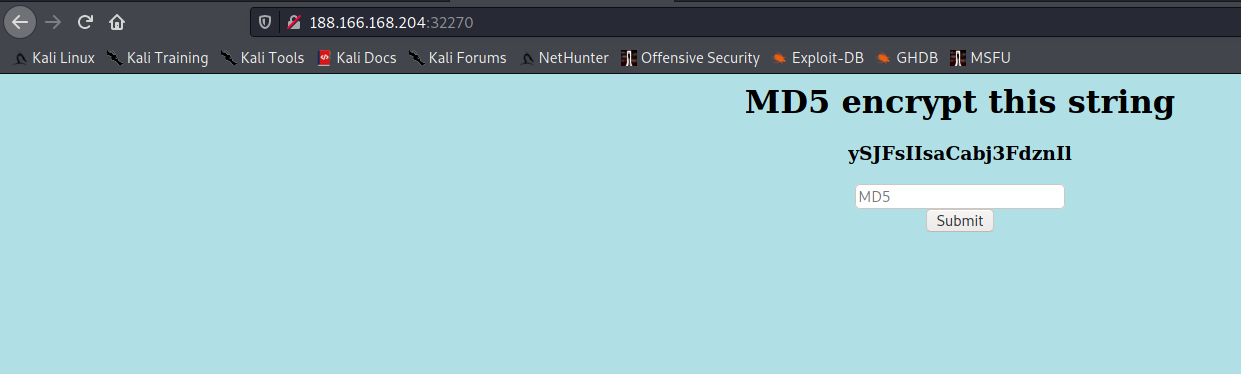 188.166.168.204:32270
Kali Linux Kali Training Kali Tools Kali Docs Kali Forums NetHunter Offensive Security Exploit-DB GHDB MSFU
MD5 encrypt this string
ySJFsIIsaCabj3FdznIl
MD5
Submit